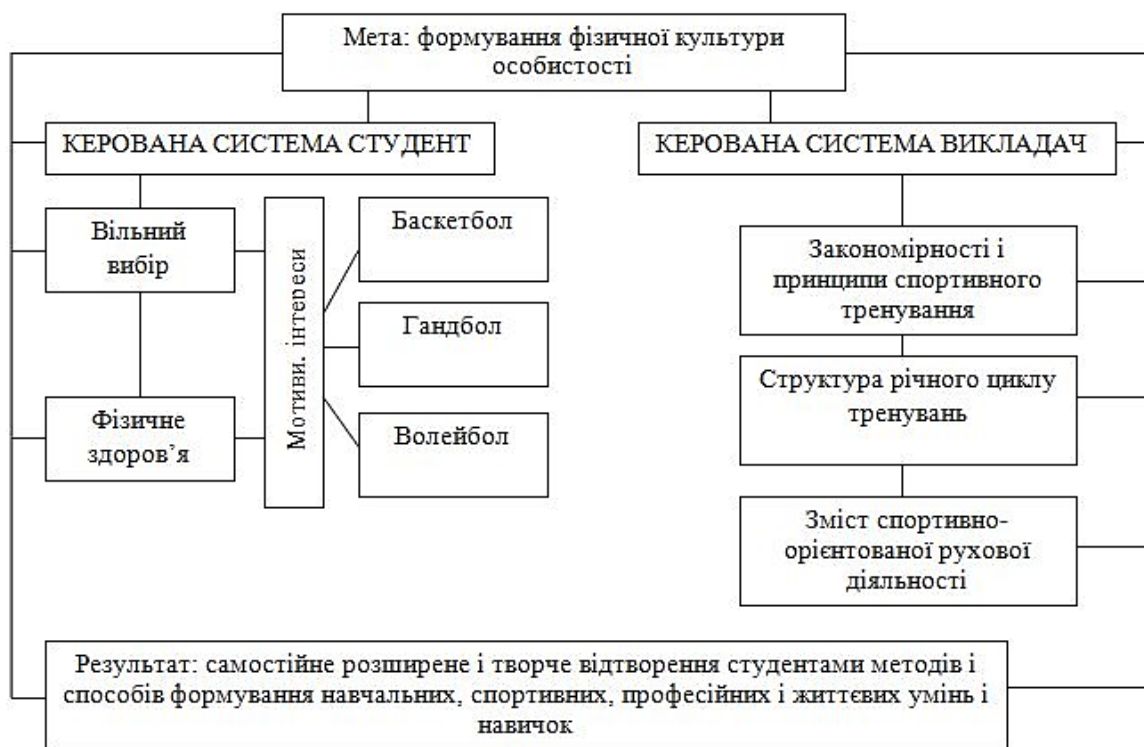 Мета: формування фізичної культури
особистості
КЕРОВАНА СИСТЕМА СТУДЕНТ
КЕРОВАНА СИСТЕМА ВИКЛАДАЧ
Вільний
вибір
Фізичне
здоров’я
Мотиви. інтереси
Баскетбол
Гандбол
Волейбол
Закономірності і
принципи спортивного
тренування
Структура річного циклу
тренувань
Зміст спортивно-
орієнтованої рухової
діяльності
Результат: самостійне розширене і творче відтворення студентами методів і
способів формування навчальних, спортивних, професійних і життєвих умінь і
навичок